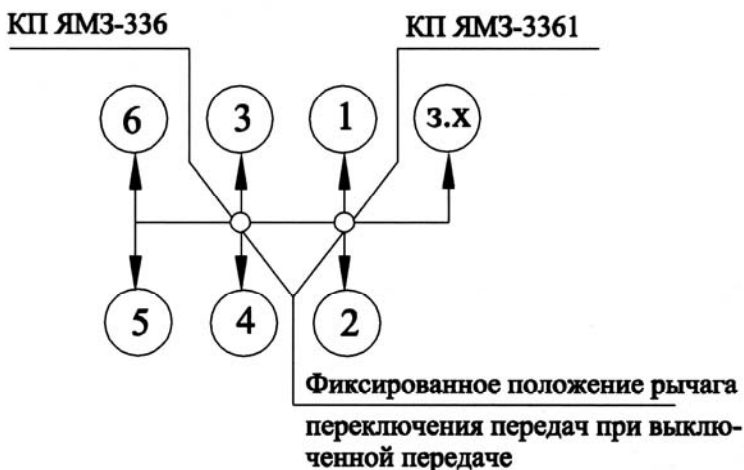 КП ЯМЗ-336 КП ЯМЗ-3361
6 3 1 з.х
5 4 2
Фиксированное положение рычага
переключения передач при выклю-
ченной передаче